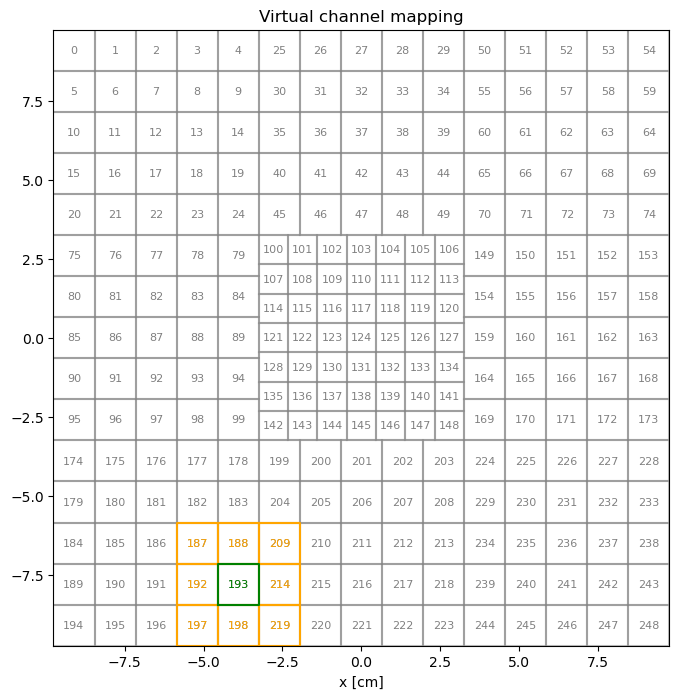 Virtual channel mapping
0 1 2 3 4 25 26 27 28 29 50 51 52 53 54
7.5
5 6 7 8 9 30 31 32 33 34 55 56 57 58 59
10 11 12 13 14 35 36 37 38 39 60 61 62 63 64
5.0
15 16 17 18 19 40 41 42 43 44 65 66 67 68 69
20 21 22 23 24 45 46 47 48 49 70 71 72 73 74
2.5
75 76 77 78 79 100 101 102 103 104 105 106 149 150 151 152 153
107 108 109 110 111 112 113
80 81 82 83 84 114 115 116 117 118 119 120 154 155 156 157 158
0.0
85 86 87 88 89 121 122 123 124 125 126 127 159 160 161 162 163
128 129 130 131 132 133 134
90 91 92 93 94 135 136 137 138 139 140 141 164 165 166 167 168
−2.5
95 96 97 98 99 142 143 144 145 146 147 148 169 170 171 172 173
174 175 176 177 178 199 200 201 202 203 224 225 226 227 228
−5.0
179 180 181 182 183 204 205 206 207 208 229 230 231 232 233
184 185 186 187 188 209 210 211 212 213 234 235 236 237 238
−7.5
189 190 191 192 193 214 215 216 217 218 239 240 241 242 243
194 195 196 197 198 219 220 221 222 223 244 245 246 247 248
−7.5 −5.0 −2.5 0.0 2.5 5.0 7.5
x [cm]